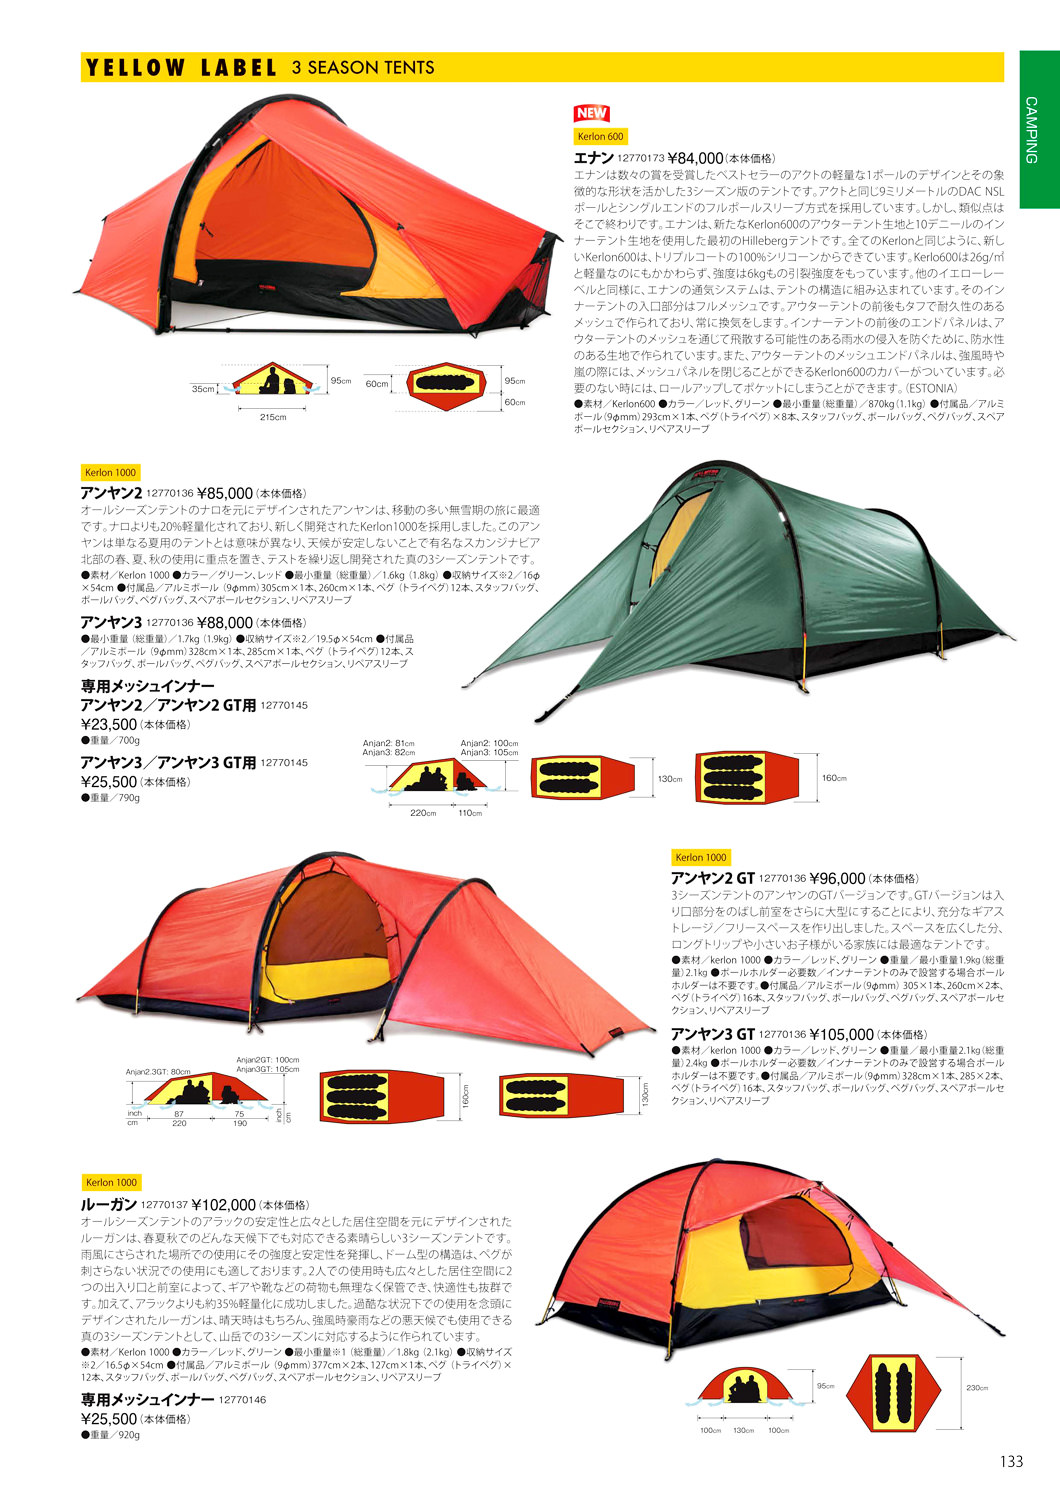 YELLOW LABEL 3 SEASON TENTS
CAMPING
NEW
Kerlon 600
エナン 12770173 ¥84,000(本体価格)
エナンは数々の賞を受賞したベストセラーのアクトの軽量な1ポールのデザインとその象
徴的な形状を活かした3シーズン版のテントです。アクトと同じ9ミリメートルのDAC NSL
ポールとシングルエンドのフルポールスリーブ方式を採用しています。しかし、類似点は
そこで終わりです。エナンは、新たなKerlon600のアウターテント生地と10デニールのイン
ナーテント生地を使用した最初のHillebergテントです。全てのKerlonと同じように、新し
いKerlon600は、トリプルコートの100%シリコーンからできています。Kerlo600は26g/㎡
と軽量なのにもかかわらず、強度は6kgもの引裂強度をもっています。他のイエローレー
ベルと同様に、エナンの通気システムは、テントの構造に組み込まれています。そのイン
ナーテントの入口部分はフルメッシュです。アウターテントの前後もタフで耐久性のある
メッシュで作られており、常に換気をします。インナーテントの前後のエンドパネルは、ア
ウターテントのメッシュを通じて飛散する可能性のある雨水の侵入を防ぐために、防水性
のある生地で作られています。また、アウターテントのメッシュエンドパネルは、強風時や
嵐の際には、メッシュパネルを閉じることができるKerlon600のカバーがついています。必
要のない時には、ロールアップしてポケットにしまうことができます。(ESTONIA)
●素材/Kerlon600 ●カラー/レッド、グリーン ●最小重量(総重量)/870kg(1.1kg) ●付属品/アルミ
ポール(9φmm)293cm×1本、ペグ(トライペグ)×8本、スタッフバッグ、ポールバッグ、ペグバッグ、スペア
ポールセクション、リペアスリーブ
35cm
95cm
215cm
60cm
95cm
60cm
Kerlon 1000
アンヤン2 12770136 ¥85,000(本体価格)
オールシーズンテントのナロを元にデザインされたアンヤンは、移動の多い無雪期の旅に最適
です。ナロよりも20%軽量化されており、新しく開発されたKerlon1000を採用しました。このアン
ヤンは単なる夏用のテントとは意味が異なり、天候が安定しないことで有名なスカンジナビア
北部の春、夏、秋の使用に重点を置き、テストを繰り返し開発された真の3シーズンテントです。
●素材/Kerlon 1000 ●カラー/グリーン、レッド ●最小重量(総重量)/1.6kg(1.8kg) ●収納サイズ※2/16φ
×54cm ●付属品/アルミポール(9φmm)305cm×1本、260cm×1本、ペグ(トライペグ)12本、スタッフバッグ、
ポールバッグ、ペグバッグ、スペアポールセクション、リペアスリーブ
アンヤン3 12770136 ¥88,000(本体価格)
●最小重量(総重量)/1.7kg(1.9kg) ●収納サイズ※2/19.5φ×54cm ●付属品
/アルミポール(9φmm)328cm×1本、285cm×1本、ペグ(トライペグ)12本、ス
タッフバッグ、ポールバッグ、ペグバッグ、スペアポールセクション、リペアスリーブ
専用メッシュインナー
アンヤン2/アンヤン2 GT用 12770145
¥23,500(本体価格)
●重量/700g
アンヤン3/アンヤン3 GT用 12770145
¥25,500(本体価格)
●重量/790g
Anjan2: 81cm
Anjan3: 82cm
Anjan2: 100cm
Anjan3: 105cm
220cm 110cm
130cm
160cm
Kerlon 1000
アンヤン2 GT 12770136 ¥96,000(本体価格)
3シーズンテントのアンヤンのGTバージョンです。GTバージョンは入
り口部分をのばし前室をさらに大型にすることにより、充分なギアス
トレージ/フリースペースを作り出しました。スペースを広くした分、
ロングトリップや小さいお子様がいる家族には最適なテントです。
●素材/kerlon 1000 ●カラー/レッド、グリーン ●重量/最小重量1.9kg(総重
量)2.1kg ●ポールホルダー必要数/インナーテントのみで設営する場合ポール
ホルダーは不要です。●付属品/アルミポール(9φmm) 305×1本、260cm×2本、
ペグ(トライペグ)16本、スタッフバッグ、ポールバッグ、ペグバッグ、スペアポールセ
クション、リペアスリーブ
アンヤン3 GT 12770136 ¥105,000(本体価格)
●素材/kerlon 1000 ●カラー/レッド、グリーン ●重量/最小重量2.1kg(総重
量)2.4kg ●ポールホルダー必要数/インナーテントのみで設営する場合ポール
ホルダーは不要です。●付属品/アルミポール(9φmm)328cm×1本、285×2本、
ペグ(トライペグ)16本、スタッフバッグ、ポールバッグ、ペグバッグ、スペアポールセ
クション、リペアスリーブ
Anjan2GT: 100cm
Anjan3GT: 105cm
Anjan2.3GT: 80cm
inch 87 75 inch
cm 220 190 cm
160cm
130cm
Kerlon 1000
ルーガン 12770137 ¥102,000(本体価格)
オールシーズンテントのアラックの安定性と広々とした居住空間を元にデザインされた
ルーガンは、春夏秋でのどんな天候下でも対応できる素晴らしい3シーズンテントです。
雨風にさらされた場所での使用にその強度と安定性を発揮し、ドーム型の構造は、ペグが
刺さらない状況での使用にも適しております。2人での使用時も広々とした居住空間に2
つの出入り口と前室によって、ギアや靴などの荷物も無理なく保管でき、快適性も抜群で
す。加えて、アラックよりも約35%軽量化に成功しました。過酷な状況下での使用を念頭に
デザインされたルーガンは、晴天時はもちろん、強風時豪雨などの悪天候でも使用できる
真の3シーズンテントとして、山岳での3シーズンに対応するように作られています。
●素材/Kerlon 1000 ●カラー/レッド、グリーン ●最小重量※1(総重量)/1.8kg(2.1kg) ●収納サイズ
※2/16.5φ×54cm ●付属品/アルミポール(9φmm)377cm×2本、127cm×1本、ペグ(トライペグ)×
12本、スタッフバッグ、ポールバッグ、ペグバッグ、スペアポールセクション、リペアスリーブ
専用メッシュインナー 12770146
¥25,500(本体価格)
●重量/920g
95cm
100cm 130cm 100cm
230cm
133